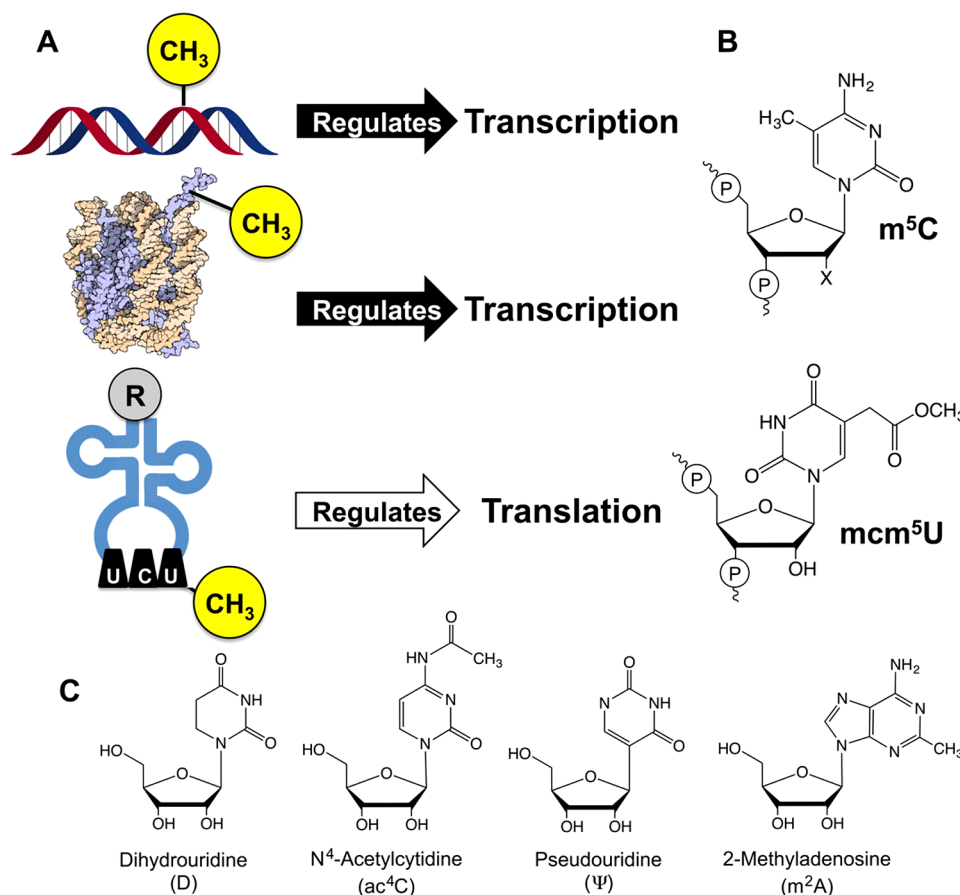 A
CH₃
Regulates
Transcription
CH₃
Regulates
Transcription
R
U C U
CH₃
Regulates
Translation
B
NH₂
H₃C
N
N
O
P
O
P
X
m⁵C
O
HN
O
N
OCH₃
O
P
O
P
OH
mcm⁵U
C
O
NH
N
O
HO
O
OH OH
Dihydrouridine
(D)
O
HN
CH₃
N
N
O
HO
O
OH OH
N⁴-Acetylcytidine
(ac⁴C)
O
N
NH
O
HO
O
OH OH
Pseudouridine
(Ψ)
NH₂
N
N
N
N
CH₃
HO
O
OH OH
2-Methyladenosine
(m²A)